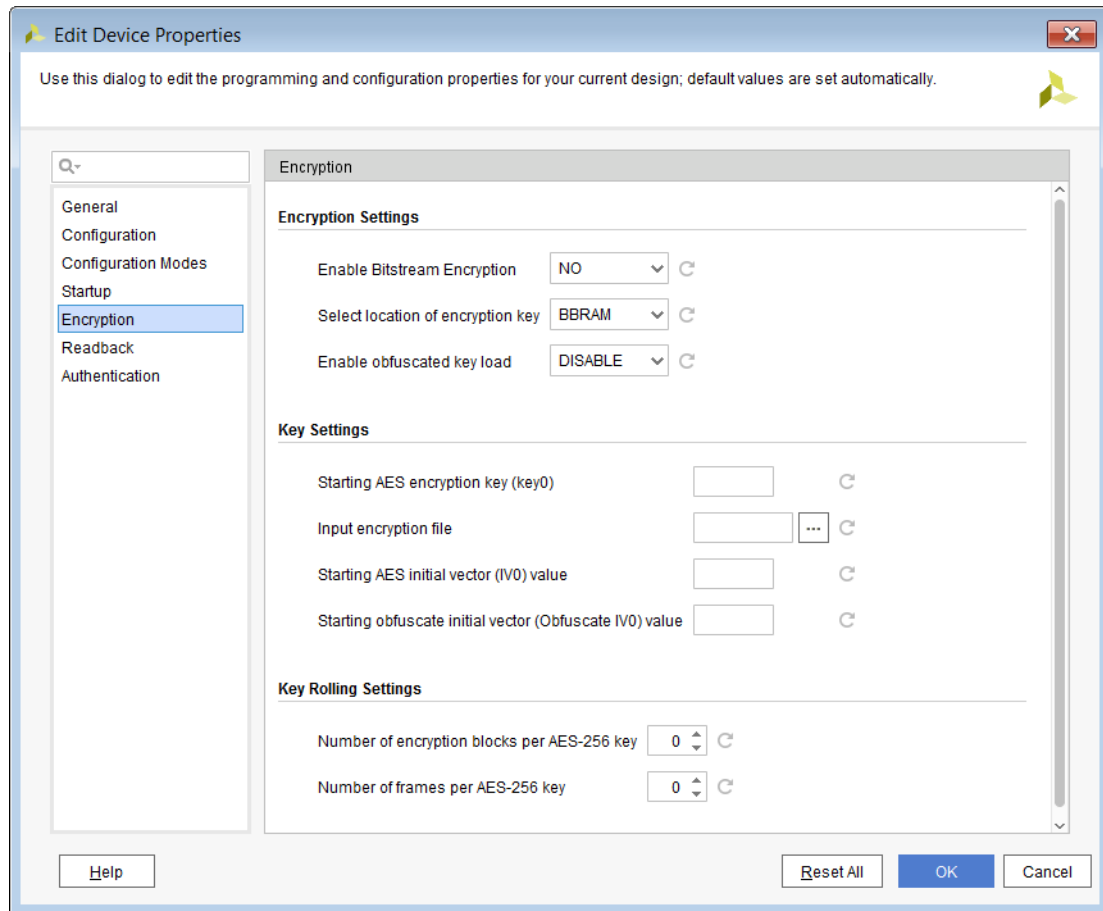 Edit Device Properties
Use this dialog to edit the programming and configuration properties for your current design; default values are set automatically.
General
Configuration
Configuration Modes
Startup
Encryption
Readback
Authentication
Encryption
Encryption Settings
Enable Bitstream Encryption NO
Select location of encryption key BBRAM
Enable obfuscated key load DISABLE
Key Settings
Starting AES encryption key (key0)
Input encryption file ...
Starting AES initial vector (IV0) value
Starting obfuscate initial vector (Obfuscate IV0) value
Key Rolling Settings
Number of encryption blocks per AES-256 key 0
Number of frames per AES-256 key 0
Help Reset All OK Cancel